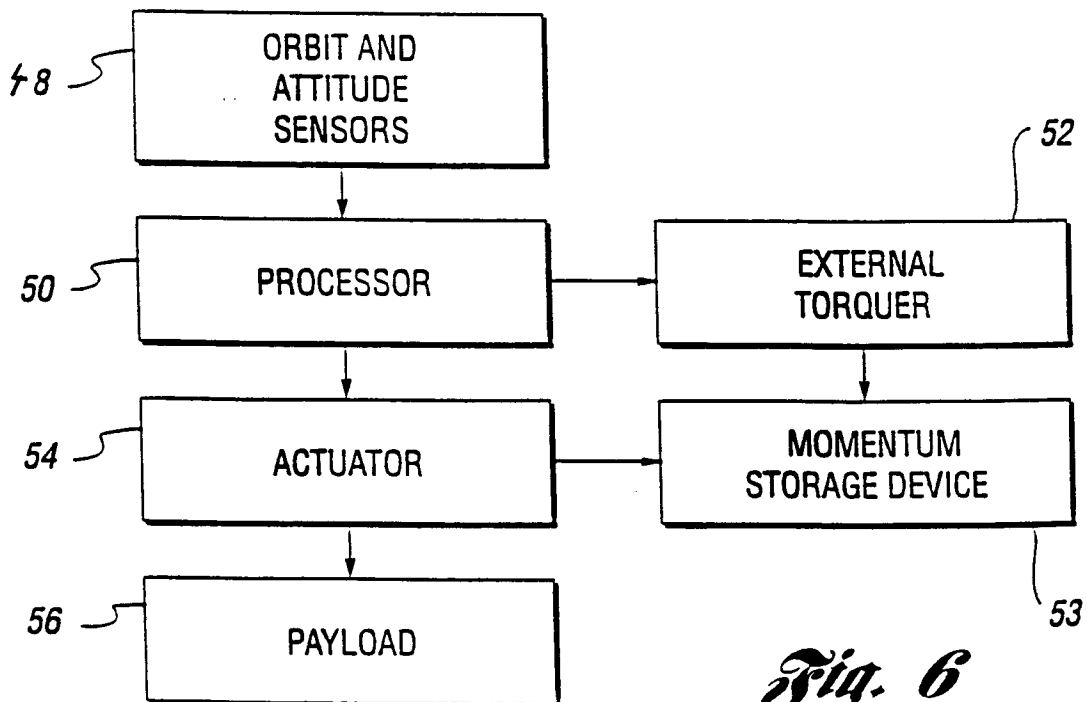 ORBIT AND
ATTITUDE
SENSORS
48
52
PROCESSOR
50
EXTERNAL
TORQUER
ACTUATOR
54
MOMENTUM
STORAGE DEVICE
56
PAYLOAD
53
Fig. 6